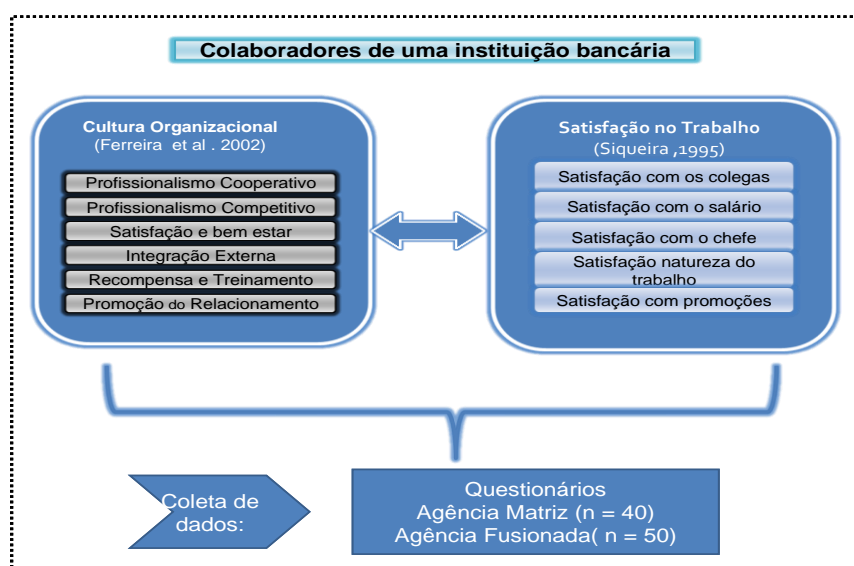 Colaboradores de uma instituição bancária
Cultura Organizacional
(Ferreira et al . 2002)
Profissionalismo Cooperativo
Profissionalismo Competitivo
Satisfação e bem estar
Integração Externa
Recompensa e Treinamento
Promoção do Relacionamento
Satisfação no Trabalho
(Siqueira ,1995)
Satisfação com os colegas
Satisfação com o salário
Satisfação com o chefe
Satisfação natureza do
trabalho
Satisfação com promoções
Coleta de
dados:
Questionários
Agência Matriz (n = 40)
Agência Fusionada( n = 50)